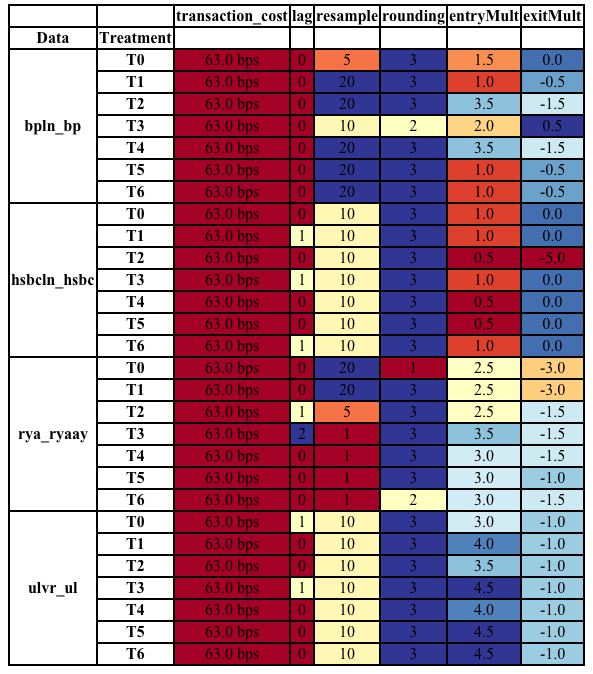 transaction_cost lag resample rounding entryMult exitMult
Data Treatment
bpln_bp
T0 63.0 bps 0 5 3 1.5 0.0
T1 63.0 bps 0 20 3 1.0 -0.5
T2 63.0 bps 0 20 3 3.5 -1.5
T3 63.0 bps 0 10 2 2.0 0.5
T4 63.0 bps 0 20 3 3.5 -1.5
T5 63.0 bps 0 20 3 1.0 -0.5
T6 63.0 bps 0 20 3 1.0 -0.5
hsbcln_hsbc
T0 63.0 bps 0 10 3 1.0 0.0
T1 63.0 bps 1 10 3 1.0 0.0
T2 63.0 bps 0 10 3 0.5 -5.0
T3 63.0 bps 1 10 3 1.0 0.0
T4 63.0 bps 0 10 3 0.5 0.0
T5 63.0 bps 0 10 3 0.5 0.0
T6 63.0 bps 1 10 3 1.0 0.0
rya_ryaay
T0 63.0 bps 0 20 1 2.5 -3.0
T1 63.0 bps 0 20 3 2.5 -3.0
T2 63.0 bps 1 5 3 2.5 -1.5
T3 63.0 bps 2 1 3 3.5 -1.5
T4 63.0 bps 0 1 3 3.0 -1.5
T5 63.0 bps 0 1 3 3.0 -1.0
T6 63.0 bps 0 1 2 3.0 -1.5
ulvr_ul
T0 63.0 bps 1 10 3 3.0 -1.0
T1 63.0 bps 0 10 3 4.0 -1.0
T2 63.0 bps 0 10 3 3.5 -1.0
T3 63.0 bps 1 10 3 4.5 -1.0
T4 63.0 bps 0 10 3 4.0 -1.0
T5 63.0 bps 0 10 3 4.5 -1.0
T6 63.0 bps 0 10 3 4.5 -1.0